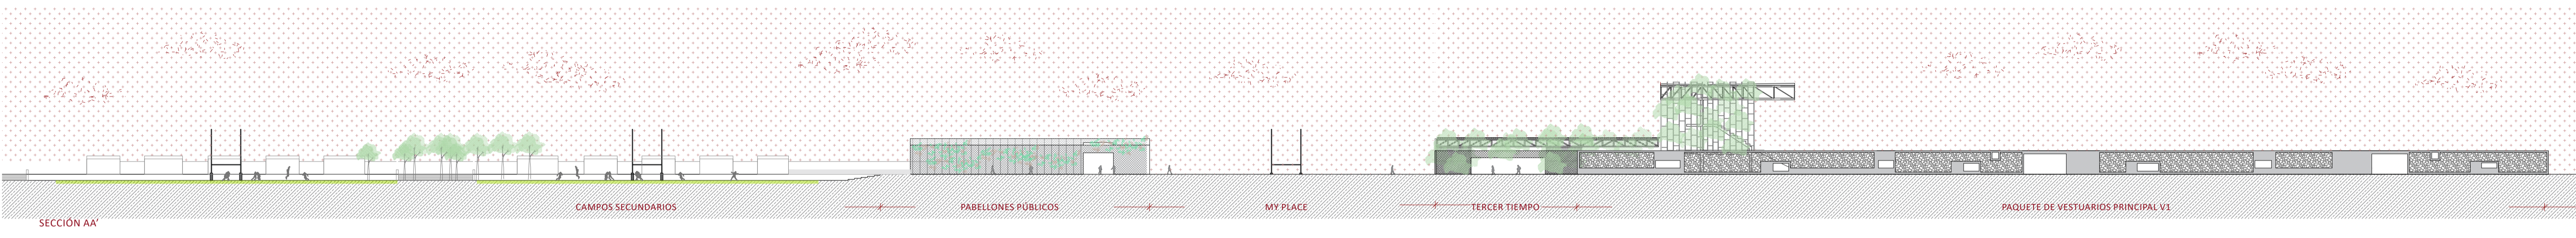 CAMPOS SECUNDARIOS
PABELLONES PÚBLICOS
MY PLACE
TERCER TIEMPO
PAQUETE DE VESTUARIOS PRINCIPAL V1
SECCIÓN AA'